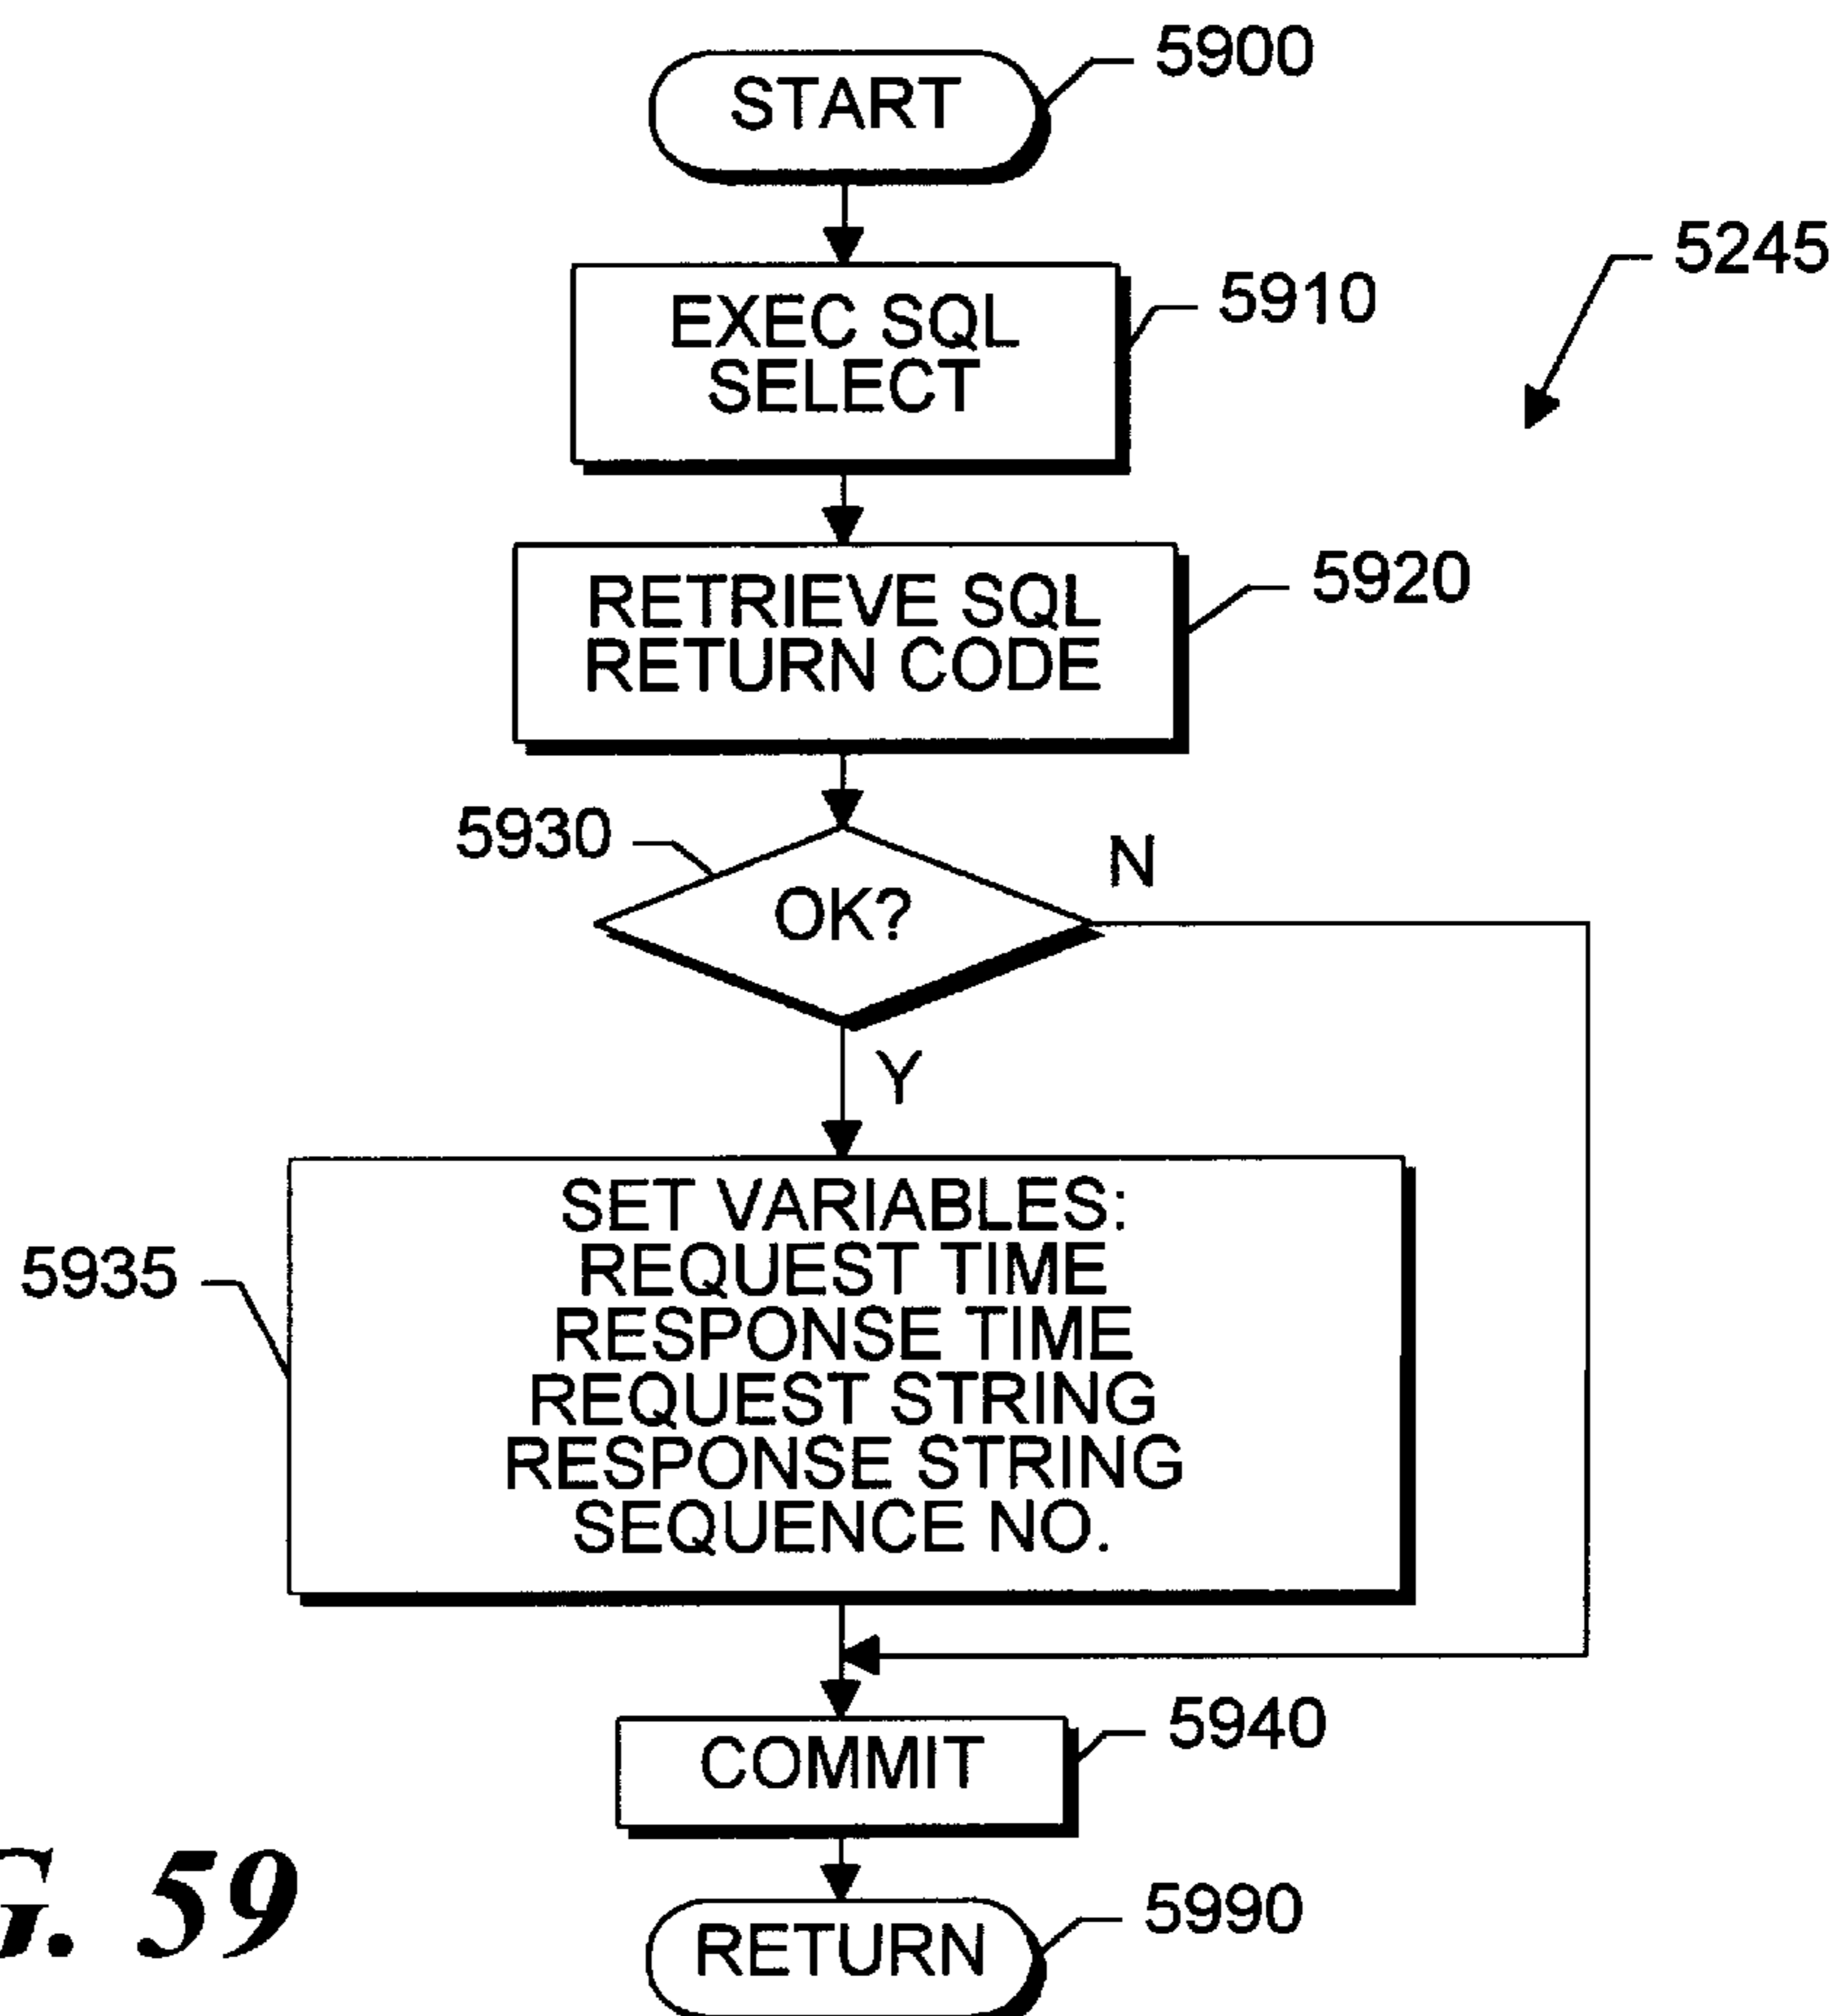 START
5900
5245
EXEC SQL
SELECT
5910
RETRIEVE SQL
RETURN CODE
5920
5930
OK?
N
Y
5935
SET VARIABLES:
REQUEST TIME
RESPONSE TIME
REQUEST STRING
RESPONSE STRING
SEQUENCE NO.
COMMIT
5940
G. 59
RETURN
5990